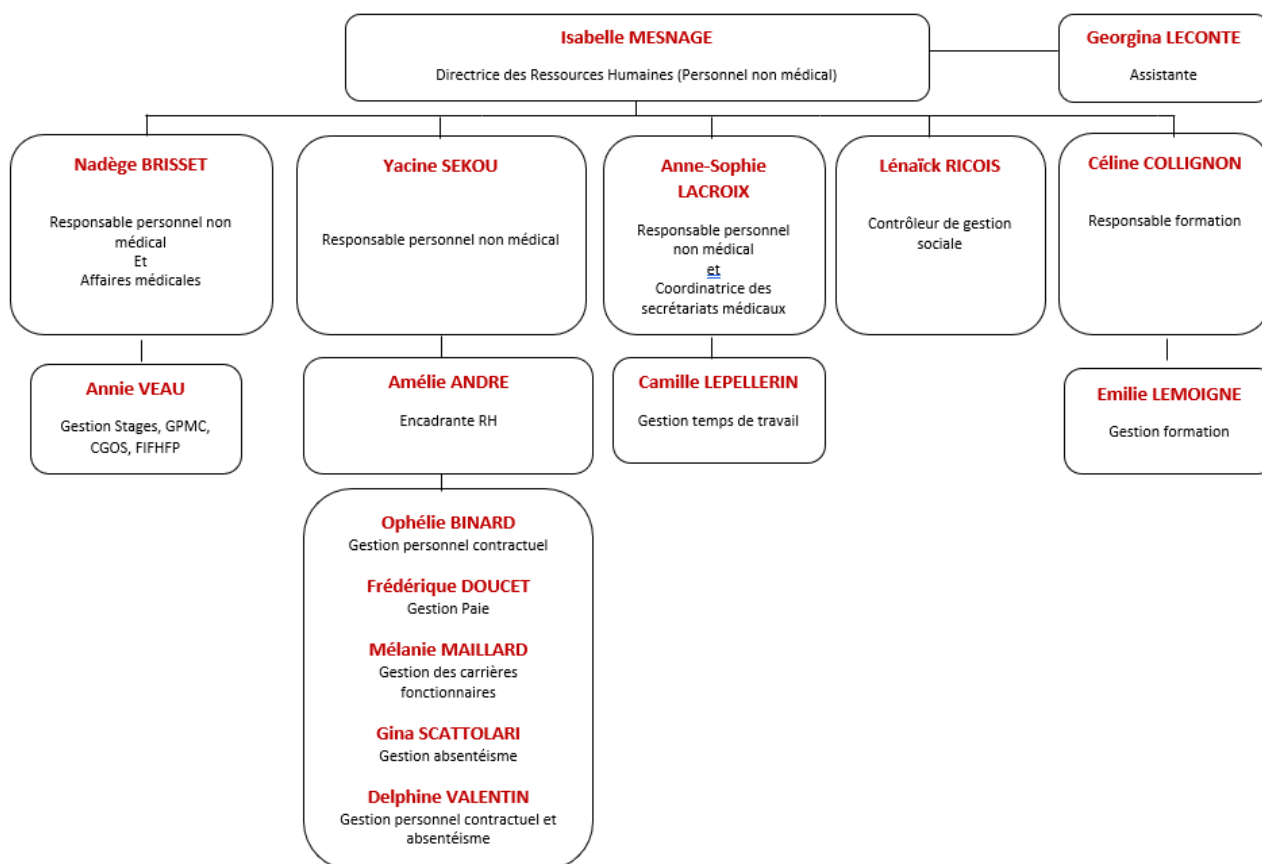 Isabelle MESNAGE
Directrice des Ressources Humaines (Personnel non médical)
Georgina LECONTE
Assistante
Nadège BRISSET
Responsable personnel non
médical
Et
Affaires médicales
Yacine SEKOU
Responsable personnel non médical
Anne-Sophie
LACROIX
Responsable personnel
non médical
et
Coordinatrice des
secrétariats médicaux
Lénaïck RICOIS
Contrôleur de gestion
sociale
Céline COLLIGNON
Responsable formation
Annie VEAU
Gestion Stages, GPMC,
CGOS, FIFHFP
Amélie ANDRE
Encadrante RH
Camille LEPELLERIN
Gestion temps de travail
Emilie LEMOIGNE
Gestion formation
Ophélie BINARD
Gestion personnel contractuel
Frédérique DOUCET
Gestion Paie
Mélanie MAILLARD
Gestion des carrières
fonctionnaires
Gina SCATTOLARI
Gestion absentéisme
Delphine VALENTIN
Gestion personnel contractuel et
absentéisme